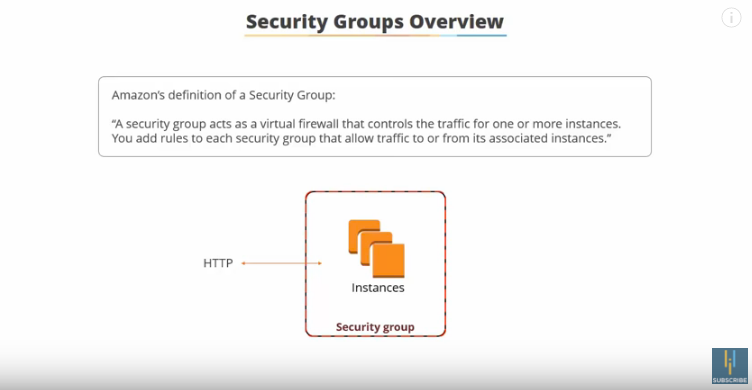 Security Groups Overview
i
Amazon's definition of a Security Group:
“A security group acts as a virtual firewall that controls the traffic for one or more instances.
You add rules to each security group that allow traffic to or from its associated instances.”
HTTP
Instances
Security group
SUBSCRIBE